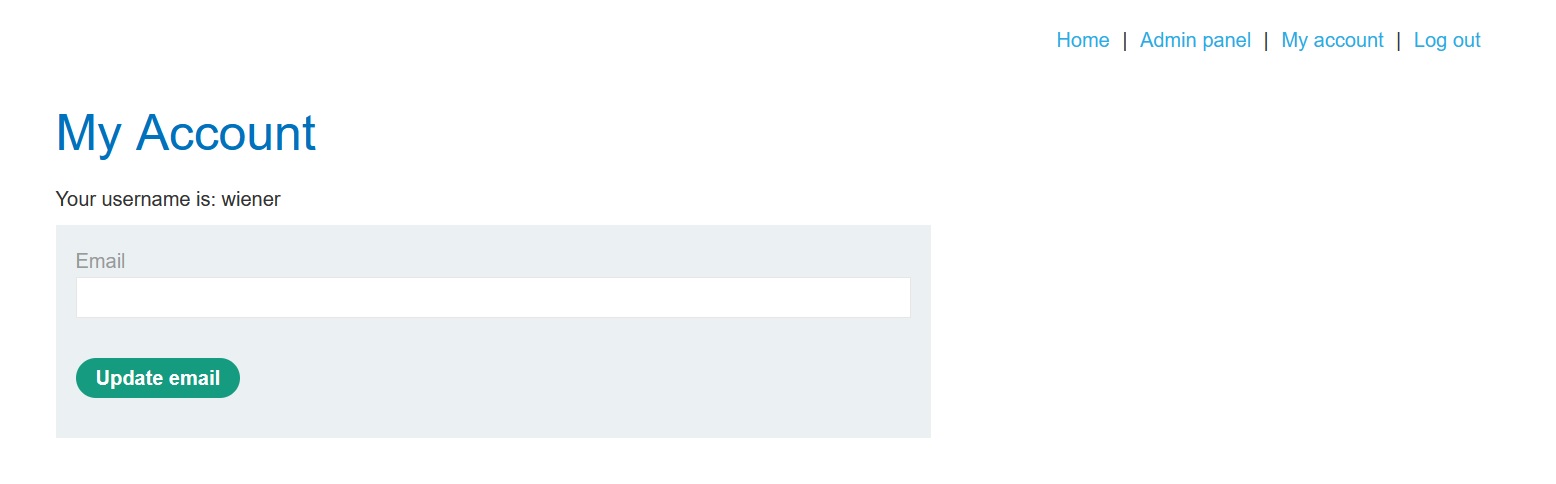 Home | Admin panel | My account | Log out
My Account
Your username is: wiener
Email
Update email